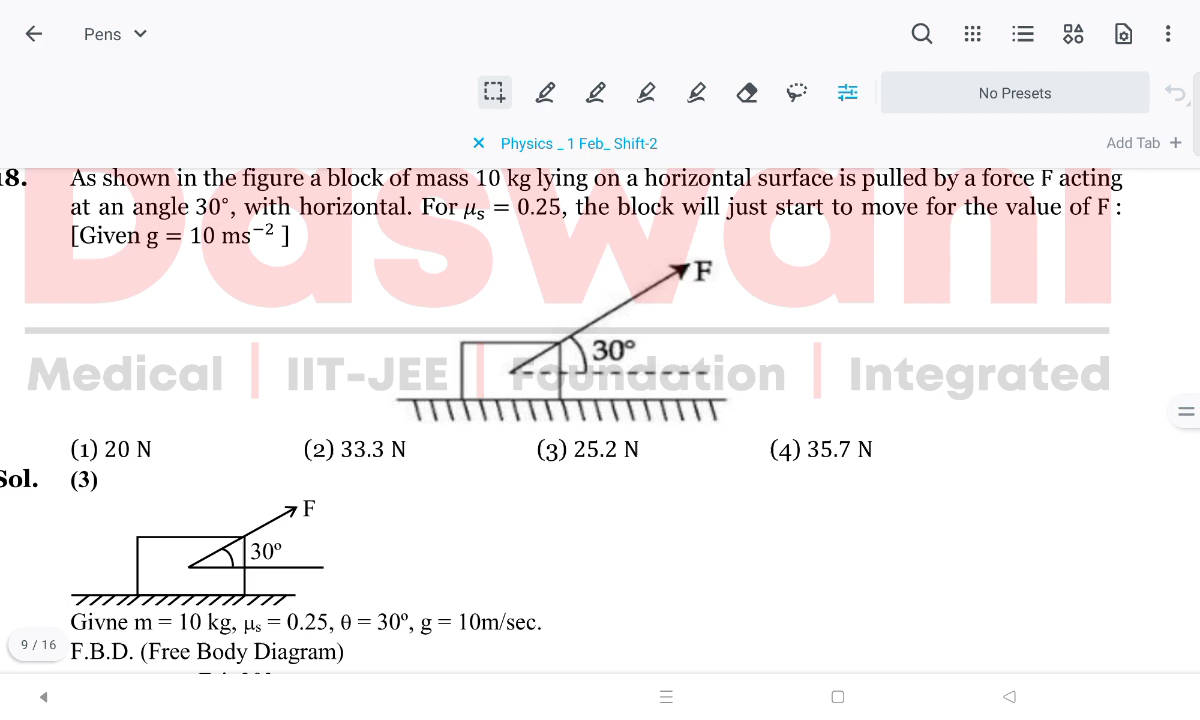 Pens
No Presets
Physics _ 1 Feb_ Shift-2
Add Tab +
18. As shown in the figure a block of mass 10 kg lying on a horizontal surface is pulled by a force F acting
at an angle 30°, with horizontal. For μₛ = 0.25, the block will just start to move for the value of F :
[Given g = 10 ms⁻² ]
Daswani
F
30°
Medical | IIT-JEE | Foundation | Integrated
(1) 20 N (2) 33.3 N (3) 25.2 N (4) 35.7 N
Sol. (3)
F
30º
Givne m = 10 kg, μₛ = 0.25, θ = 30º, g = 10m/sec.
9 / 16
F.B.D. (Free Body Diagram)